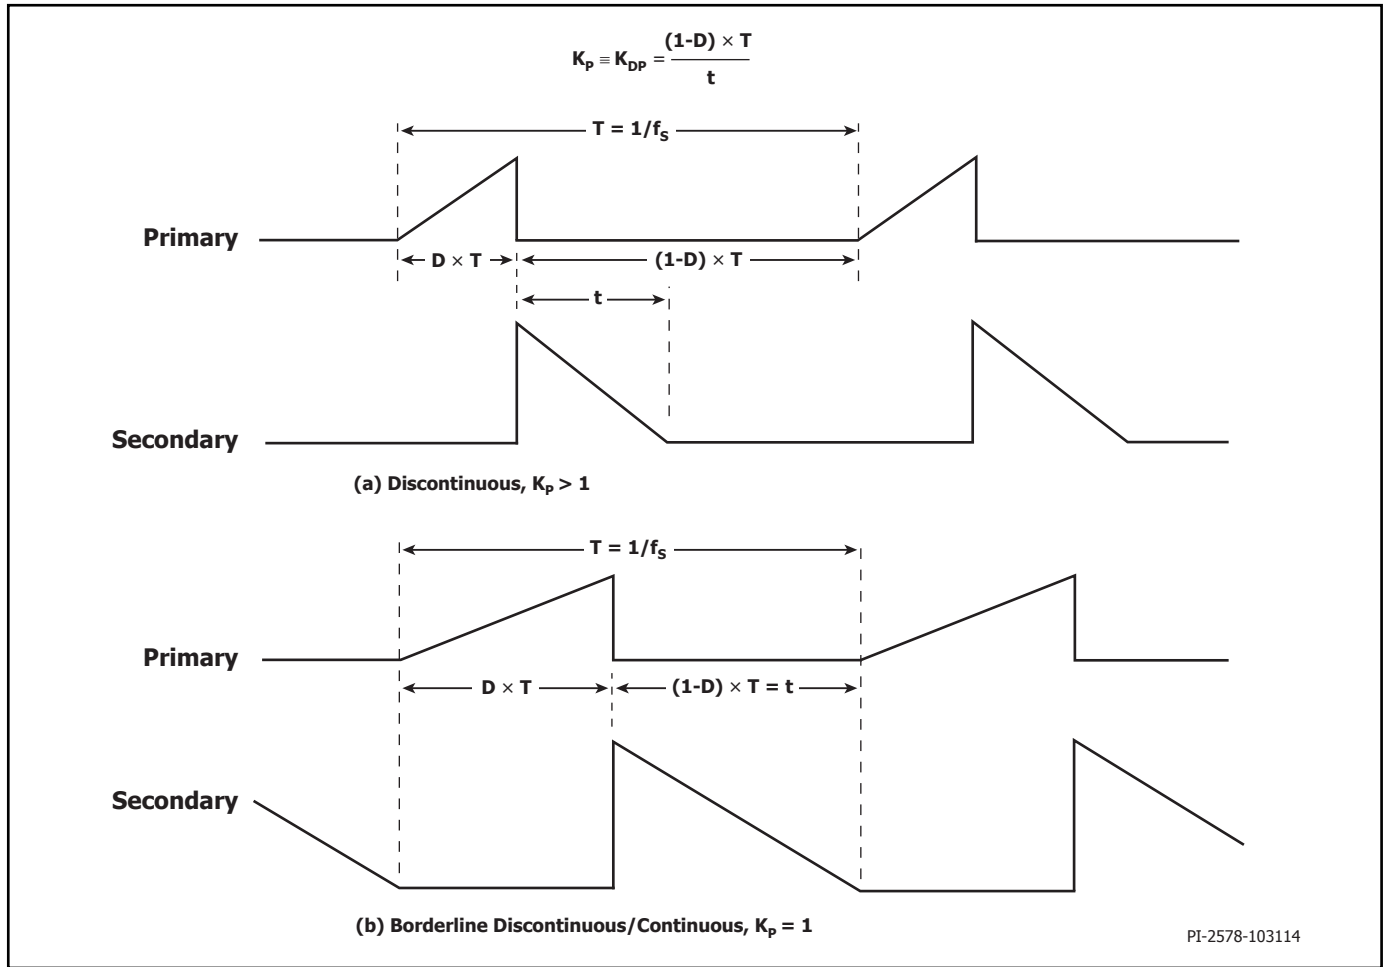 K_P ≡ K_DP = (1-D) × T / t
T = 1/f_S
Primary
D × T
(1-D) × T
t
Secondary
(a) Discontinuous, K_P > 1
T = 1/f_S
Primary
D × T
(1-D) × T = t
Secondary
(b) Borderline Discontinuous/Continuous, K_P = 1
PI-2578-103114